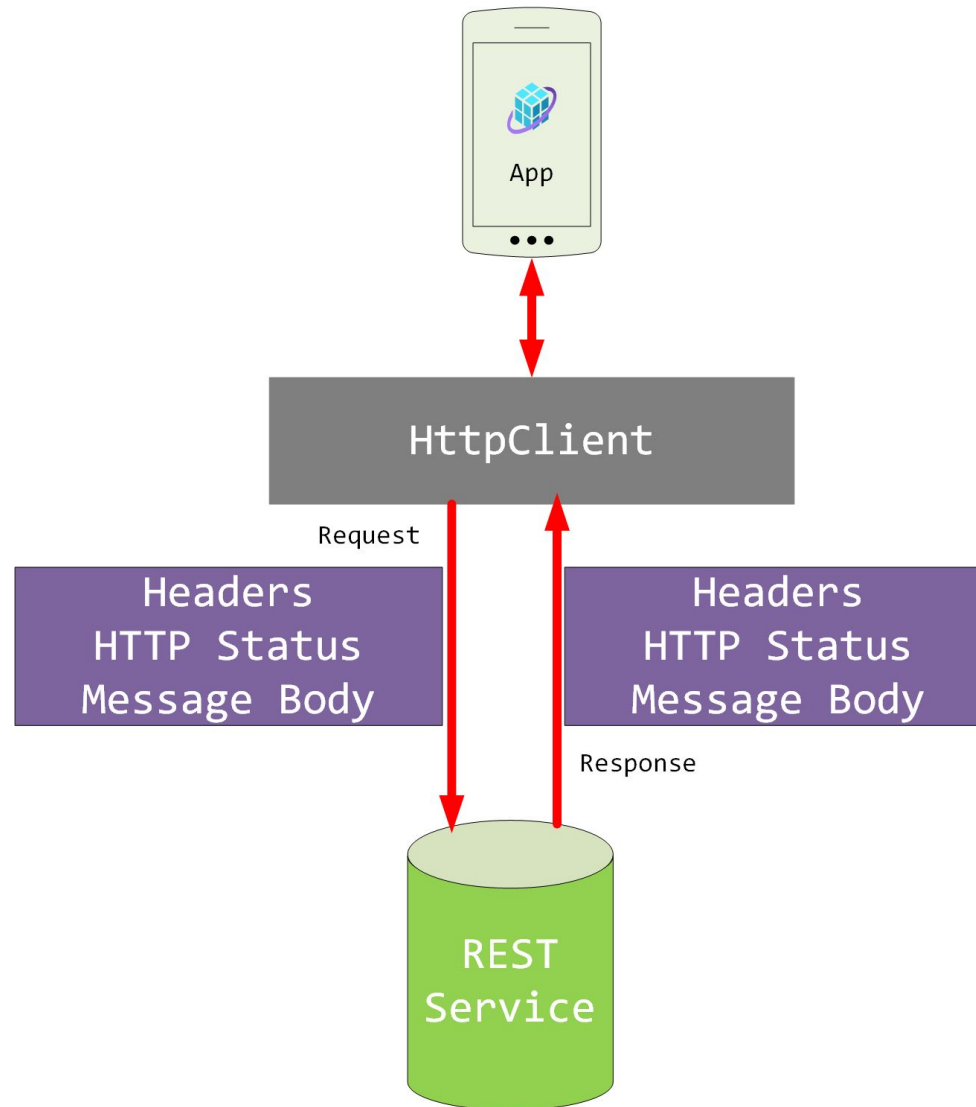 App
HttpClient
Request
Headers
HTTP Status
Message Body
Headers
HTTP Status
Message Body
Response
REST
Service